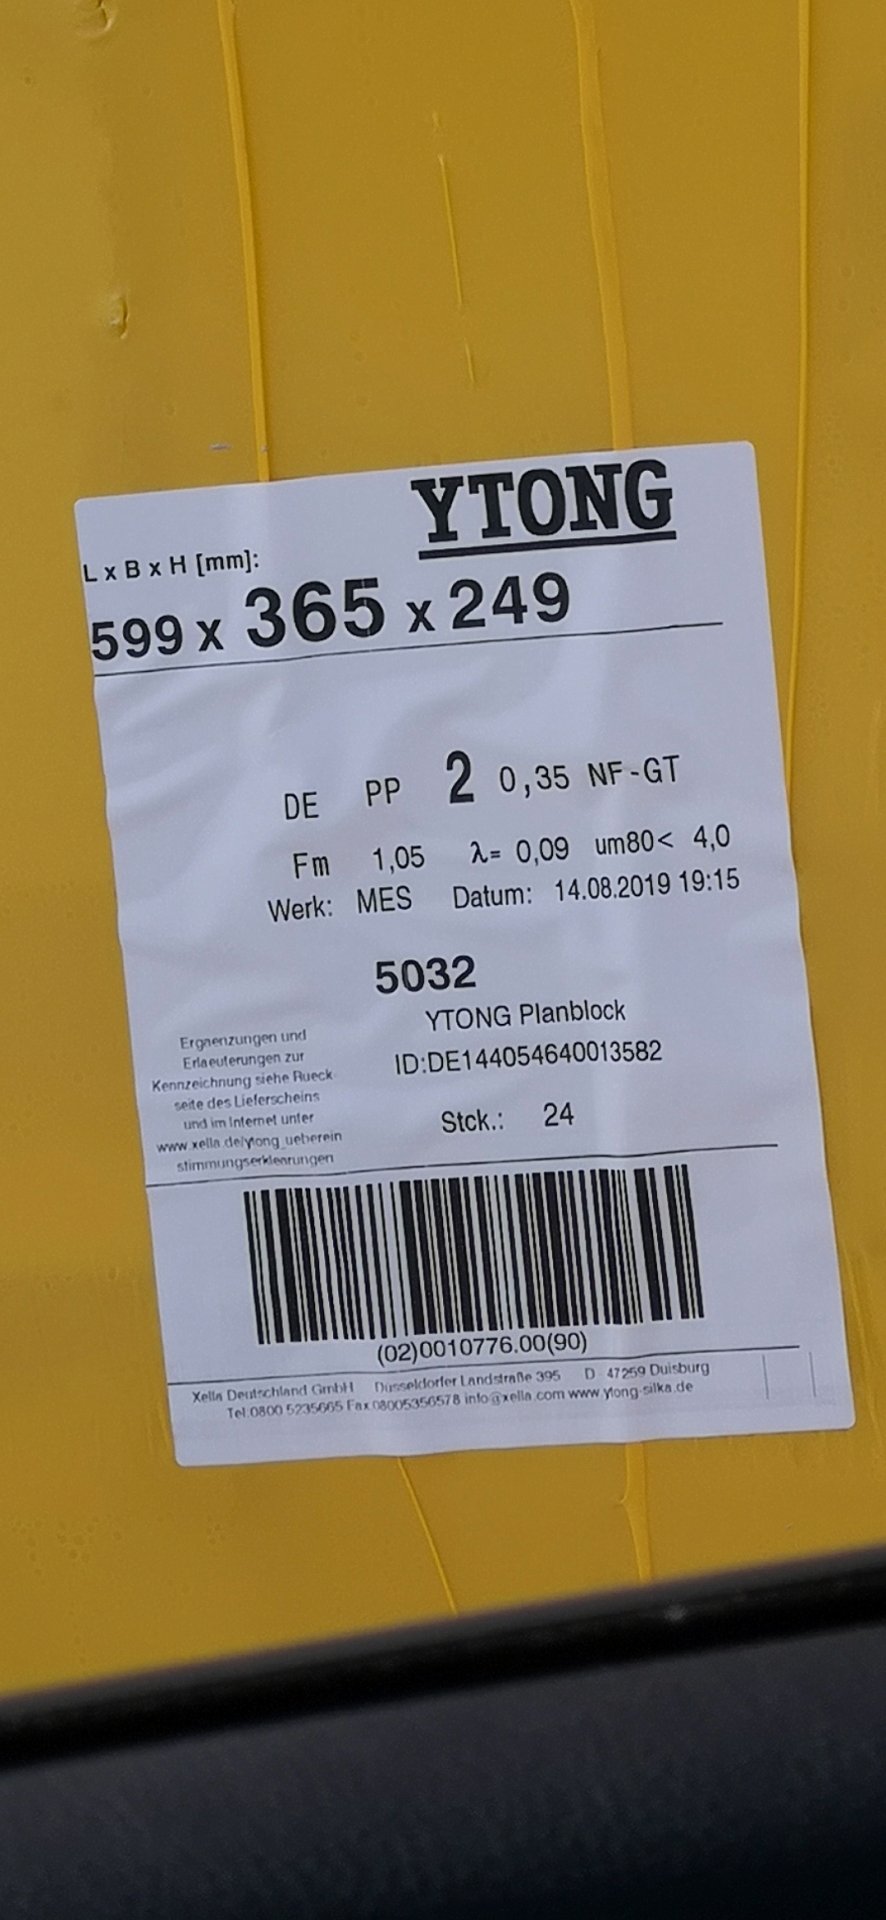 YTONG
L x B x H [mm]:
599 x 365 x 249
DE PP 2 0,35 NF-GT
Fm 1,05 λ= 0,09 um80< 4,0
Werk: MES Datum: 14.08.2019 19:15
5032
YTONG Planblock
ID:DE144054640013582
Stck.: 24
Ergaenzungen und
Erlaeuterungen zur
Kennzeichnung siehe Rueck
seite des Lieferscheins
und im Internet unter
www.xella.de/ytong_ueberein
stimmungserklearungen
(02)0010776.00(90)
Xella Deutschland GmbH Düsseldorfer Landstraße 395 D - 47259 Duisburg
Tel.0800 5235665 Fax.08005356578 info@xella.com www.ytong-silka.de